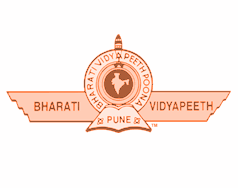 BHARATI VIDYAPEETH POONA
BHARATI VIDYAPEETH
PUNE
TM